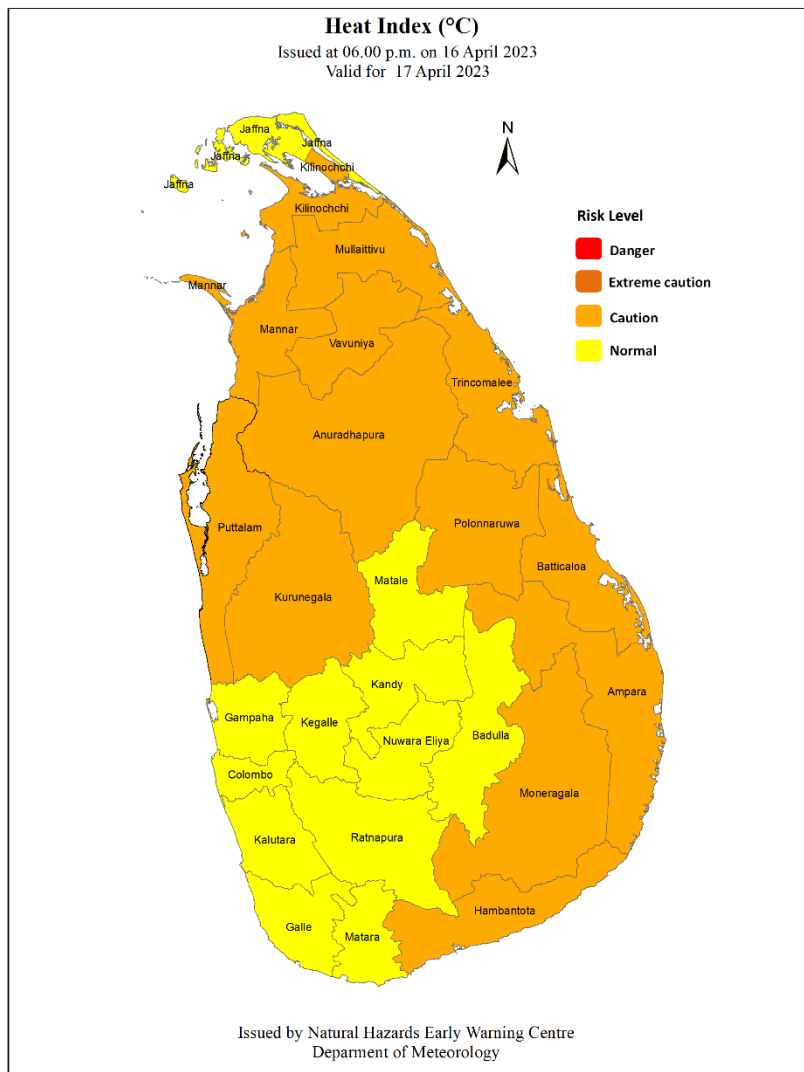 Heat Index (°C)
Issued at 06.00 p.m. on 16 April 2023
Valid for 17 April 2023
N
Jaffna
Jaffna
Jaffna
Jaffna
Kilinochchi
Kilinochchi
Mullaittivu
Mannar
Mannar
Vavuniya
Trincomalee
Anuradhapura
Puttalam
Polonnaruwa
Batticaloa
Matale
Kurunegala
Kandy
Ampara
Gampaha
Kegalle
Nuwara Eliya
Badulla
Colombo
Moneragala
Kalutara
Ratnapura
Hambantota
Galle
Matara
Risk Level
Danger
Extreme caution
Caution
Normal
Issued by Natural Hazards Early Warning Centre
Deparment of Meteorology